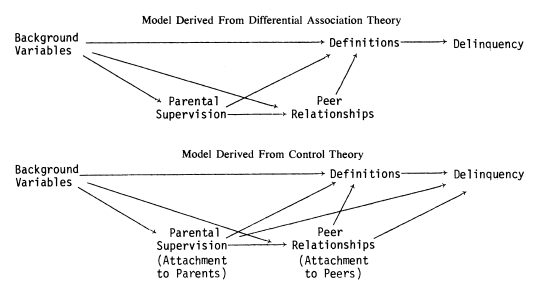 Model Derived From Differential Association Theory
Background
Variables
Definitions
Delinquency
Parental
Supervision
Peer
Relationships
Model Derived From Control Theory
Background
Variables
Definitions
Delinquency
Parental
Supervision
(Attachment
to Parents)
Peer
Relationships
(Attachment
to Peers)